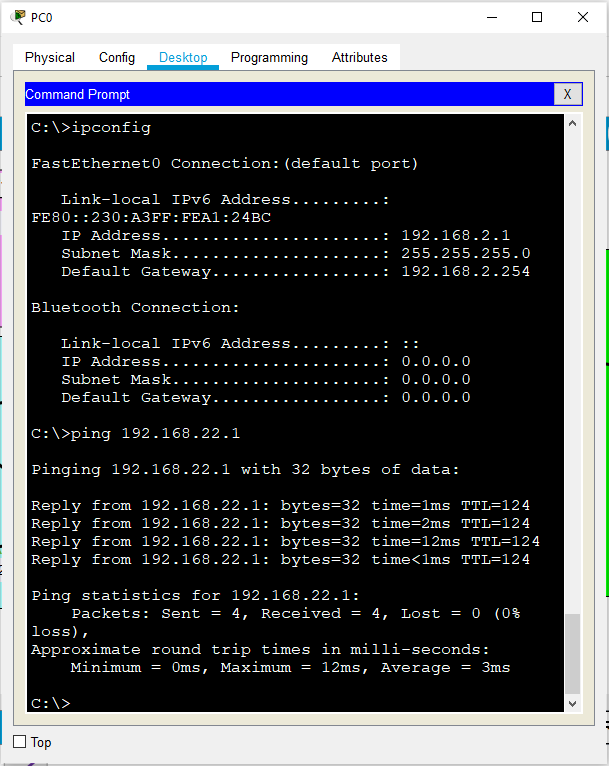 PC0
Physical Config Desktop Programming Attributes
Command Prompt
X
C:\>ipconfig
FastEthernet0 Connection:(default port)
Link-local IPv6 Address.........:
FE80::230:A3FF:FEA1:24BC
IP Address......................: 192.168.2.1
Subnet Mask.....................: 255.255.255.0
Default Gateway.................: 192.168.2.254
Bluetooth Connection:
Link-local IPv6 Address.........: ::
IP Address......................: 0.0.0.0
Subnet Mask.....................: 0.0.0.0
Default Gateway.................: 0.0.0.0
C:\>ping 192.168.22.1
Pinging 192.168.22.1 with 32 bytes of data:
Reply from 192.168.22.1: bytes=32 time=1ms TTL=124
Reply from 192.168.22.1: bytes=32 time=2ms TTL=124
Reply from 192.168.22.1: bytes=32 time=12ms TTL=124
Reply from 192.168.22.1: bytes=32 time<1ms TTL=124
Ping statistics for 192.168.22.1:
Packets: Sent = 4, Received = 4, Lost = 0 (0%
loss),
Approximate round trip times in milli-seconds:
Minimum = 0ms, Maximum = 12ms, Average = 3ms
C:\>
Top